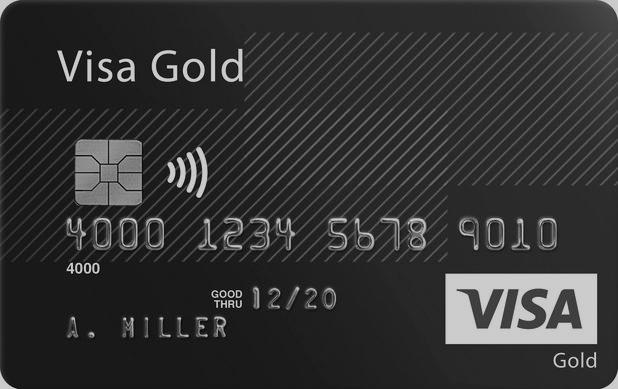 Visa Gold
4000 1234 5678 9010
4000
GOOD
THRU 12/20
A. MILLER
VISA
Gold